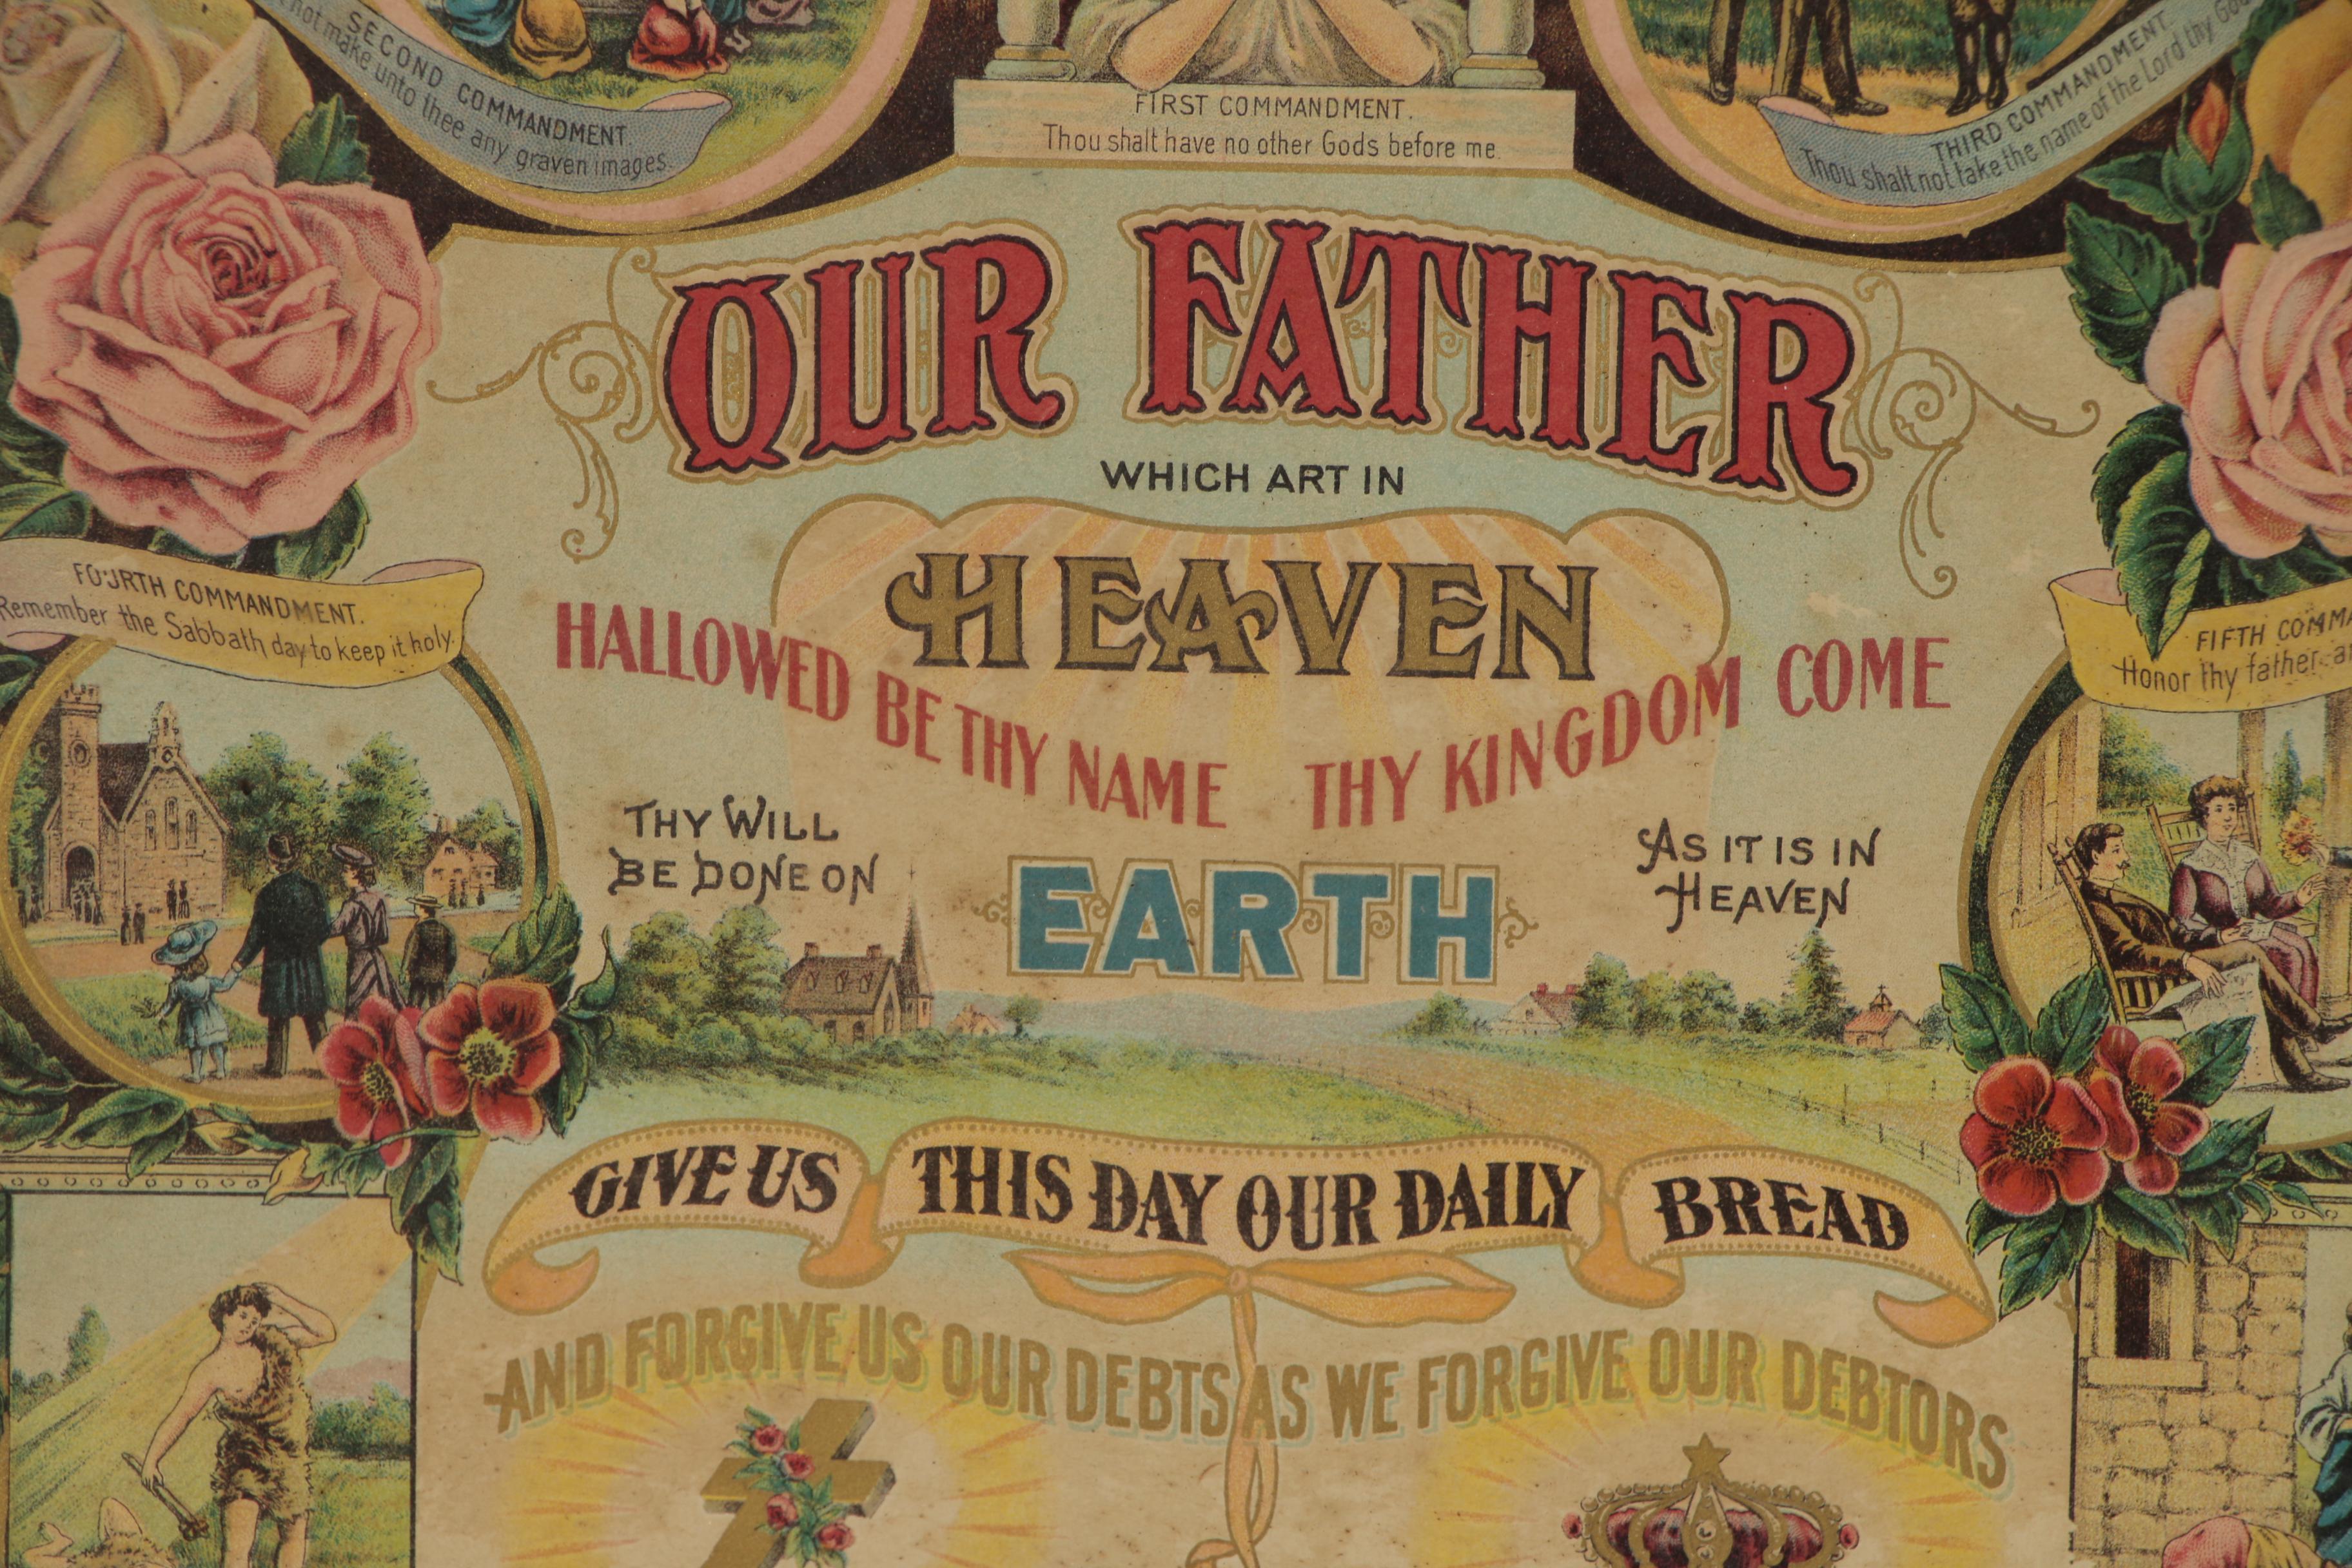 SECOND COMMANDMENT
not make unto thee any graven images.
FIRST COMMANDMENT.
Thou shalt have no other Gods before me.
THIRD COMMANDMENT.
Thou shalt not take the name of the Lord thy God
OUR FATHER
WHICH ART IN
HEAVEN
HALLOWED BE THY NAME THY KINGDOM COME
FOURTH COMMANDMENT.
Remember the Sabbath day to keep it holy.
FIFTH
Honor thy father
THY WILL
BE DONE ON
EARTH
AS IT IS IN
HEAVEN
GIVE US THIS DAY OUR DAILY BREAD
AND FORGIVE US OUR DEBTS AS WE FORGIVE OUR DEBTORS